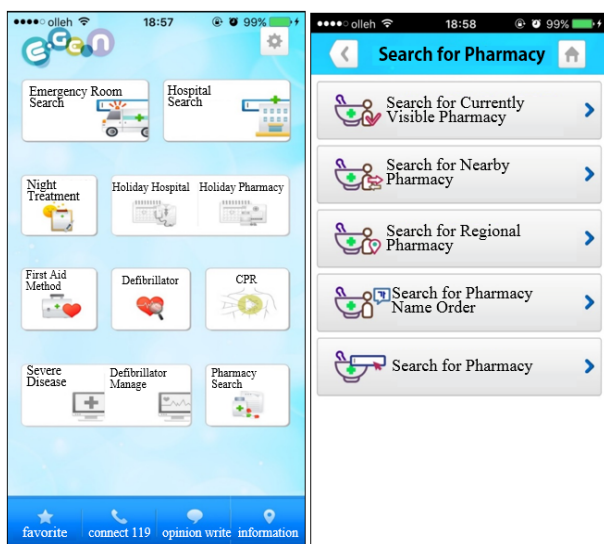 olleh 18:57 99%
e-Gen
Emergency Room
Search
Hospital
Search
Night
Treatment
Holiday Hospital
Holiday Pharmacy
First Aid
Method
Defibrillator
CPR
Severe
Disease
Defibrillator
Manage
Pharmacy
Search
favorite
connect 119
opinion write
information
olleh 18:58 99%
Search for Pharmacy
Search for Currently
Visible Pharmacy
Search for Nearby
Pharmacy
Search for Regional
Pharmacy
Search for Pharmacy
Name Order
Search for Pharmacy